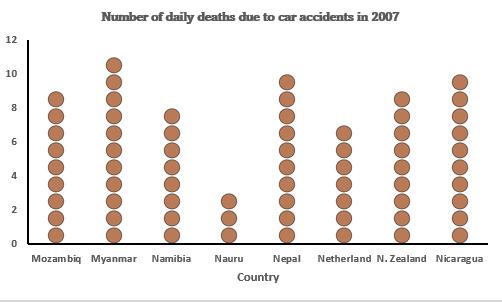 Number of daily deaths due to car accidents in 2007
12
10
8
6
4
2
0
Mozambiq Myanmar Namibia Nauru Nepal Netherland N. Zealand Nicaragua
Country